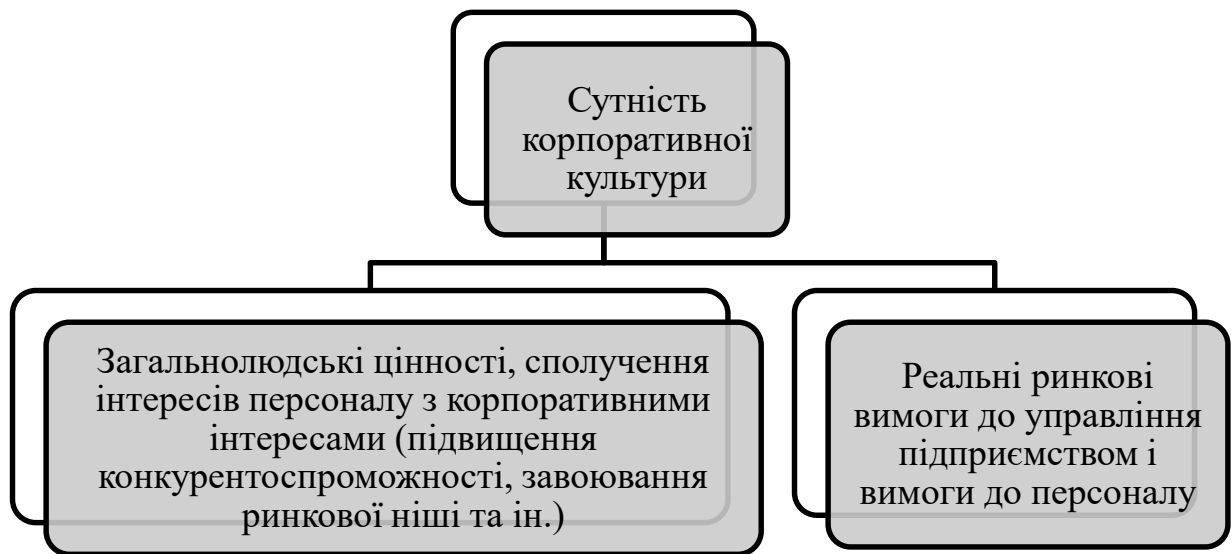 Сутність
корпоративної
культури
Загальнолюдські цінності, сполучення
інтересів персоналу з корпоративними
інтересами (підвищення
конкурентоспроможності, завоювання
ринкової ніші та ін.)
Реальні ринкові
вимоги до управління
підприємством і
вимоги до персоналу